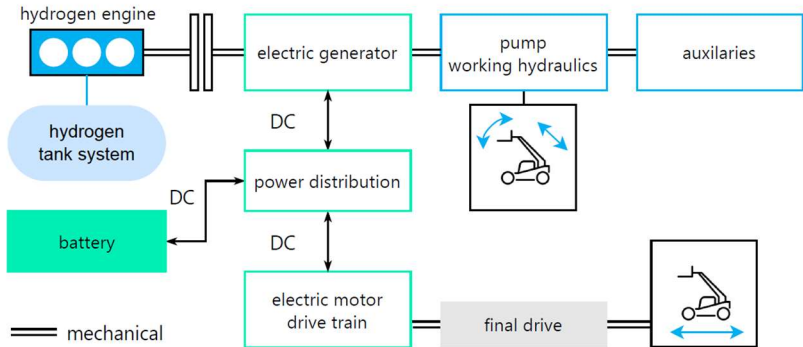 hydrogen engine
electric generator
pump
working hydraulics
auxilaries
hydrogen
tank system
DC
power distribution
DC
battery
DC
electric motor
drive train
final drive
mechanical